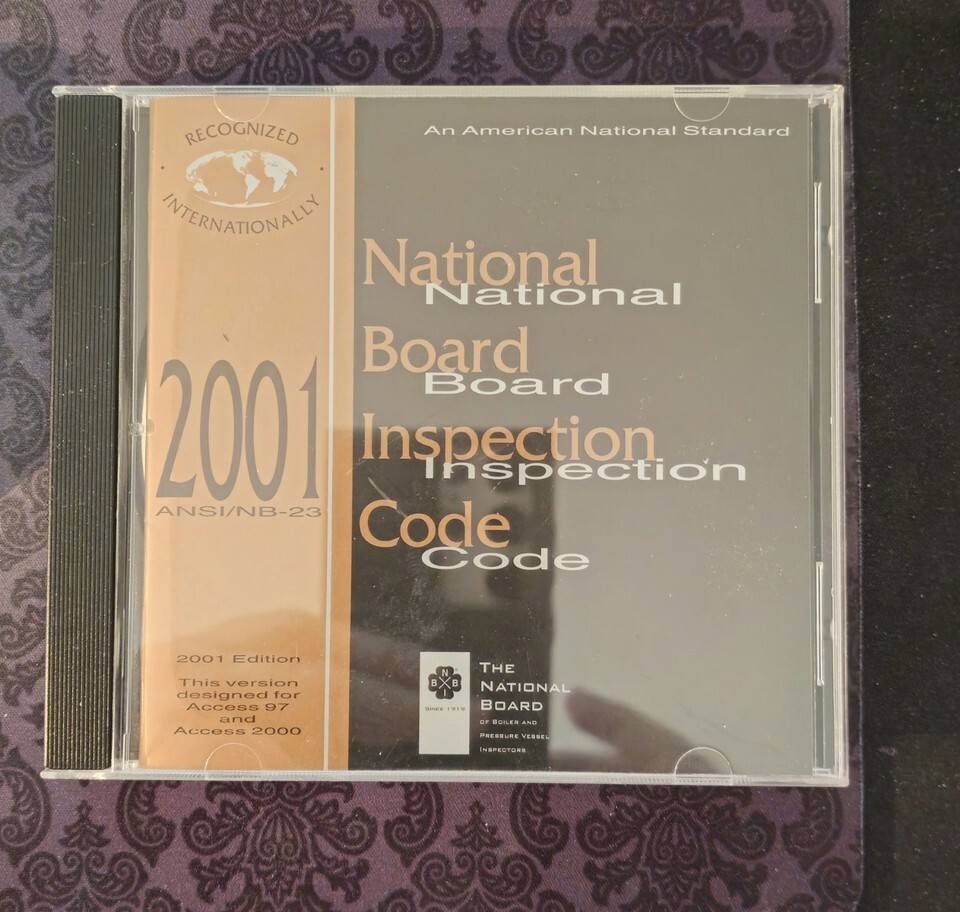 RECOGNIZED
INTERNATIONALLY
2001
ANSI/NB-23
2001 Edition
This version
designed for
Access 97
and
Access 2000
An American National Standard
National
National
Board
Board
Inspection
Inspection
Code
Code
N
B B
I
SINCE 1919
THE
NATIONAL
BOARD
OF BOILER AND
PRESSURE VESSEL
INSPECTORS